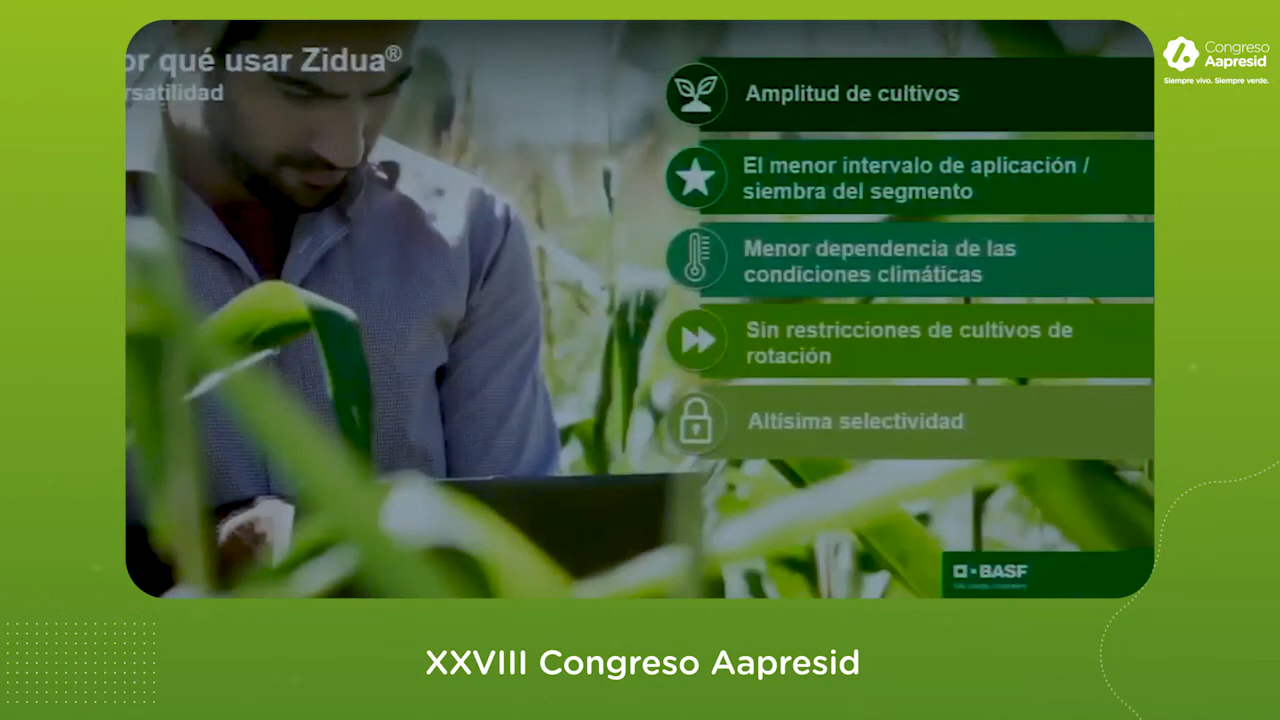 or qué usar Zidua®
rsatilidad
Amplitud de cultivos
El menor intervalo de aplicación /
siembra del segmento
Menor dependencia de las
condiciones climáticas
Sin restricciones de cultivos de
rotación
Altísima selectividad
BASF
Congreso
Aapresid
Siempre vivo. Siempre verde.
XXVIII Congreso Aapresid